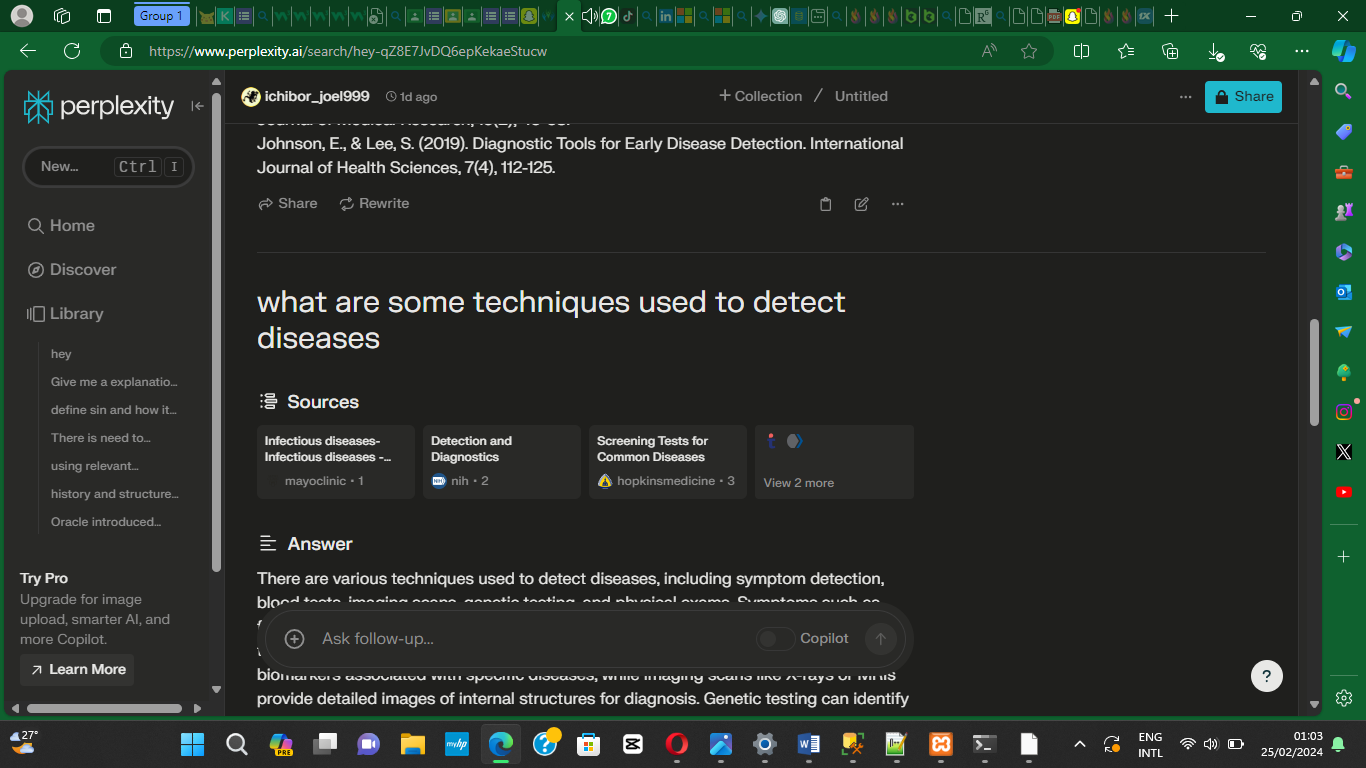 Group 1
https://www.perplexity.ai/search/hey-qZ8E7JvDQ6epKekaeStucw
perplexity
New... Ctrl I
Home
Discover
Library
hey
Give me a explanatio...
define sin and how it...
There is need to...
using relevant...
history and structure...
Oracle introduced...
Try Pro
Upgrade for image
upload, smarter AI, and
more Copilot.
Learn More
ichibor_joel999 1d ago
+ Collection / Untitled
Share
Johnson, E., & Lee, S. (2019). Diagnostic Tools for Early Disease Detection. International
Journal of Health Sciences, 7(4), 112-125.
Share Rewrite
what are some techniques used to detect
diseases
Sources
Infectious diseases-
Infectious diseases -...
mayoclinic • 1
Detection and
Diagnostics
nih • 2
Screening Tests for
Common Diseases
hopkinsmedicine • 3
View 2 more
Answer
There are various techniques used to detect diseases, including symptom detection,
blood tests, imaging scans, genetic testing, and physical exams. Symptoms such as
Ask follow-up...
Copilot
biomarkers associated with specific diseases, while imaging scans like X-rays or MRIs
provide detailed images of internal structures for diagnosis. Genetic testing can identify
?
27°
ENG
INTL
01:03
25/02/2024